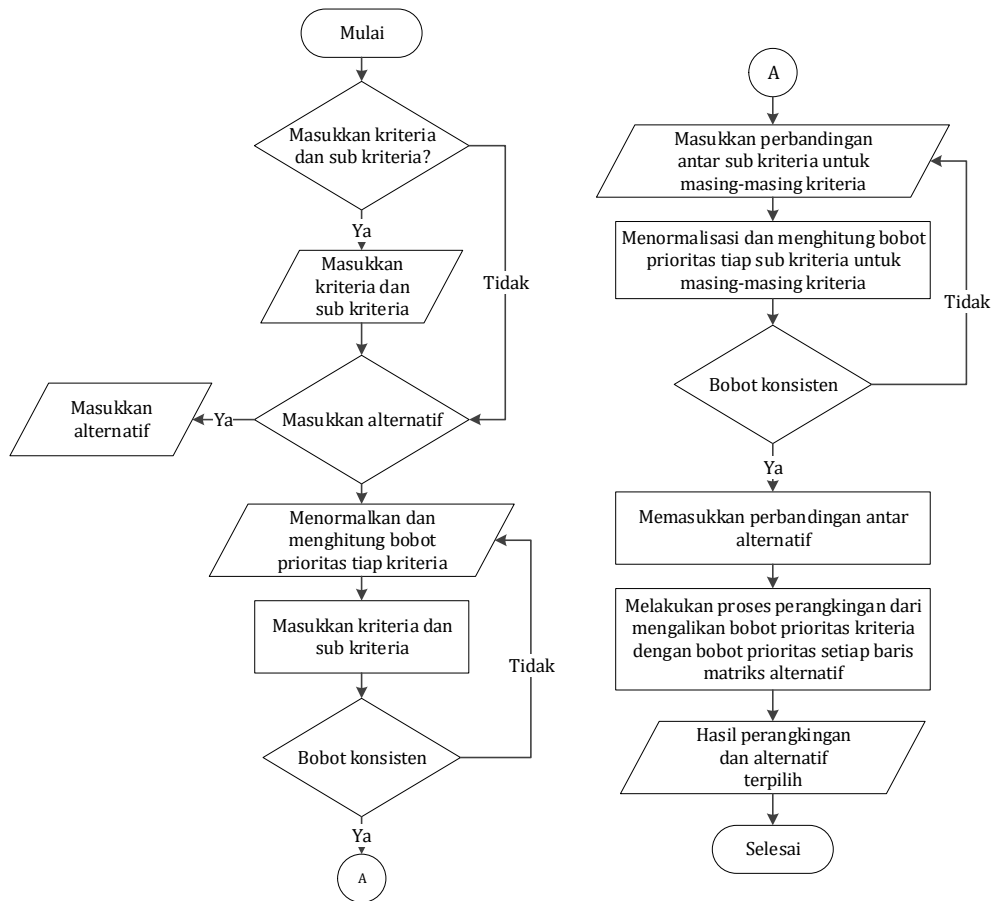 Mulai
Masukkan kriteria
dan sub kriteria?
Ya
Tidak
Masukkan
kriteria dan
sub kriteria
Masukkan alternatif
Ya
Masukkan
alternatif
Menormalkan dan
menghitung bobot
prioritas tiap kriteria
Masukkan kriteria dan
sub kriteria
Tidak
Bobot konsisten
Ya
A
A
Masukkan perbandingan
antar sub kriteria untuk
masing-masing kriteria
Menormalisasi dan menghitung bobot
prioritas tiap sub kriteria untuk
masing-masing kriteria
Tidak
Bobot konsisten
Ya
Memasukkan perbandingan antar
alternatif
Melakukan proses perangkingan dari
mengalikan bobot prioritas kriteria
dengan bobot prioritas setiap baris
matriks alternatif
Hasil perangkingan
dan alternatif
terpilih
Selesai